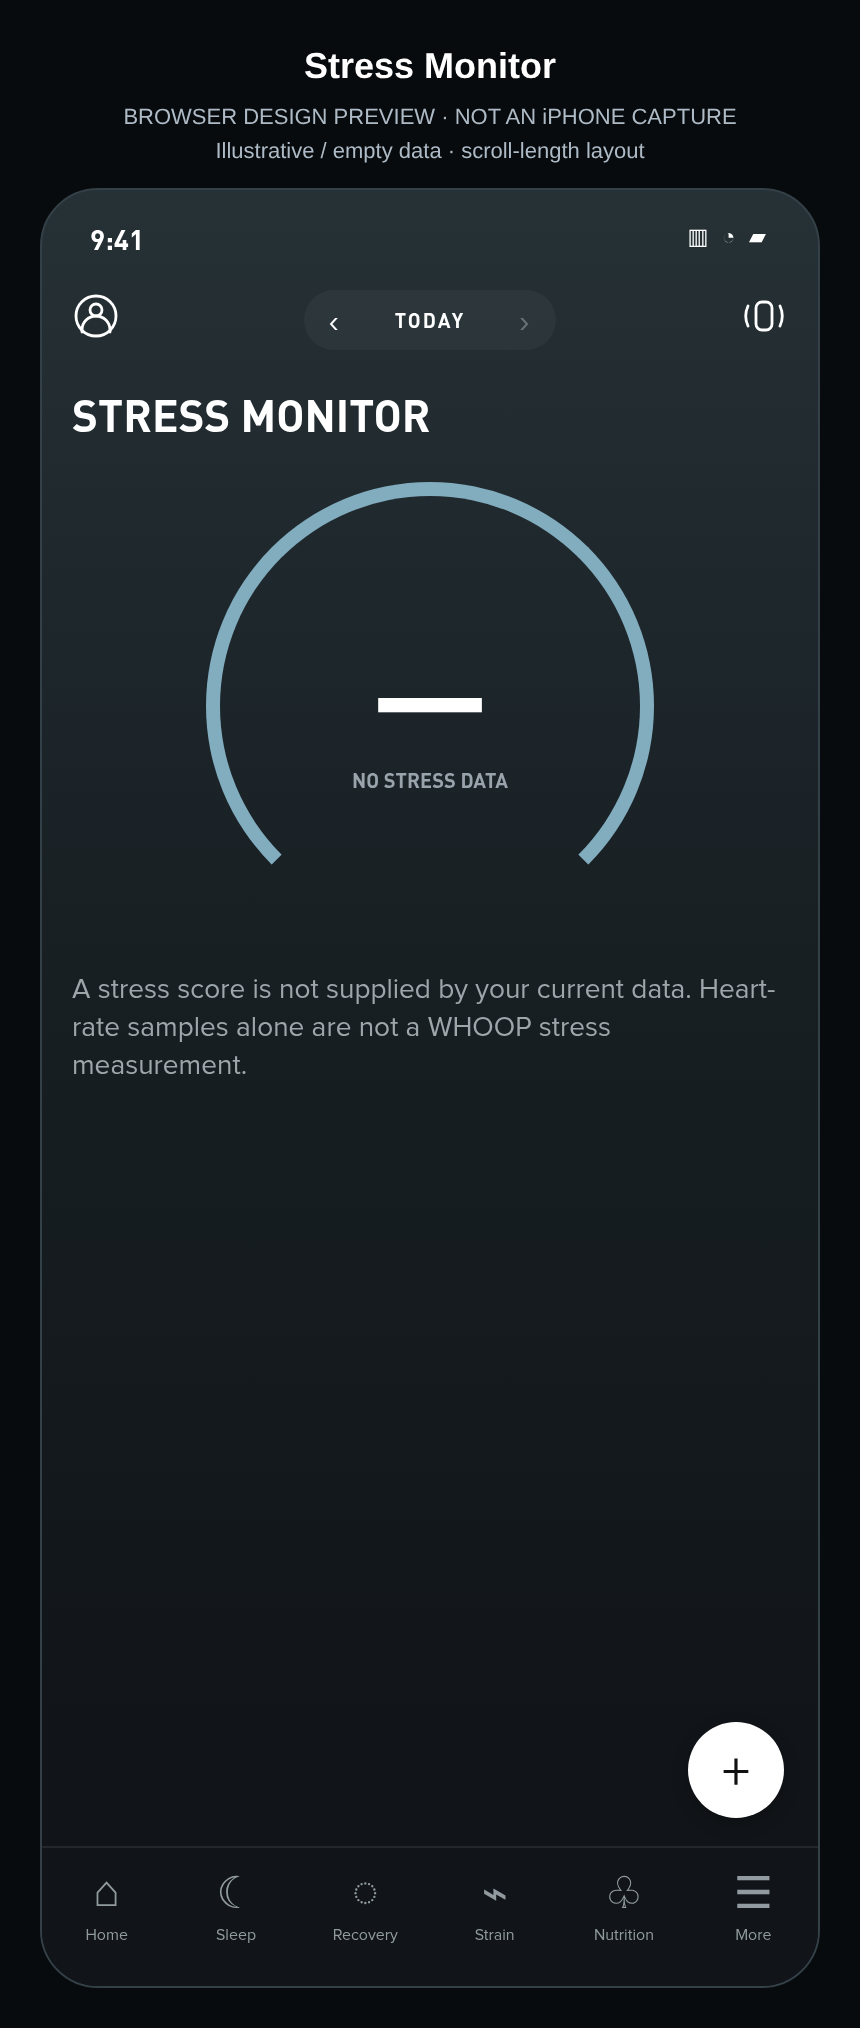 Stress Monitor
BROWSER DESIGN PREVIEW · NOT AN iPHONE CAPTURE
Illustrative / empty data · scroll-length layout
9:41
‹ TODAY ›
STRESS MONITOR
—
NO STRESS DATA
A stress score is not supplied by your current data. Heart-
rate samples alone are not a WHOOP stress
measurement.
+
Home Sleep Recovery Strain Nutrition More